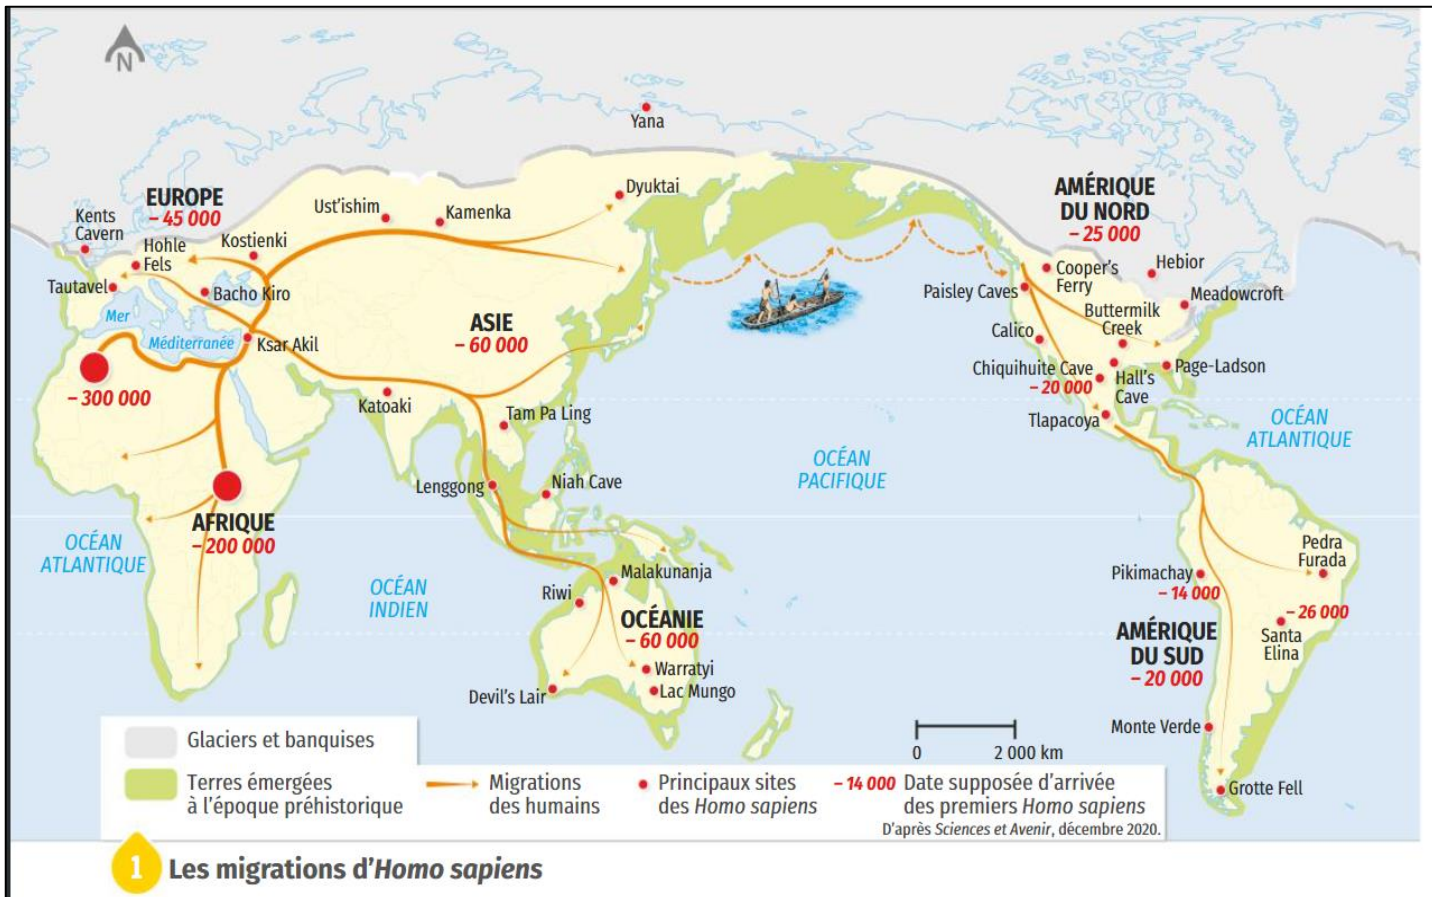 N
Yana
EUROPE
– 45 000
Kents
Cavern
Hohle
Fels
Kostienki
Ust'ishim
Kamenka
Dyuktai
Tautavel
Bacho Kiro
Mer
Méditerranée
Ksar Akil
ASIE
– 60 000
– 300 000
Katoaki
Tam Pa Ling
Lenggong
Niah Cave
AFRIQUE
– 200 000
OCÉAN
ATLANTIQUE
OCÉAN
INDIEN
Malakunanja
Riwi
OCÉANIE
– 60 000
Warratyi
Lac Mungo
Devil's Lair
OCÉAN
PACIFIQUE
AMÉRIQUE
DU NORD
– 25 000
Cooper's
Ferry
Hebior
Paisley Caves
Meadowcroft
Buttermilk
Creek
Calico
Chiquihuite Cave
– 20 000
Hall's
Cave
Page-Ladson
Tlapacoya
OCÉAN
ATLANTIQUE
Pedra
Furada
Pikimachay
– 14 000
– 26 000
Santa
Elina
AMÉRIQUE
DU SUD
– 20 000
Monte Verde
Grotte Fell
0 2 000 km
Glaciers et banquises
Terres émergées
à l'époque préhistorique
Migrations
des humains
Principaux sites
des Homo sapiens
– 14 000 Date supposée d'arrivée
des premiers Homo sapiens
D'après Sciences et Avenir, décembre 2020.
1 Les migrations d'Homo sapiens